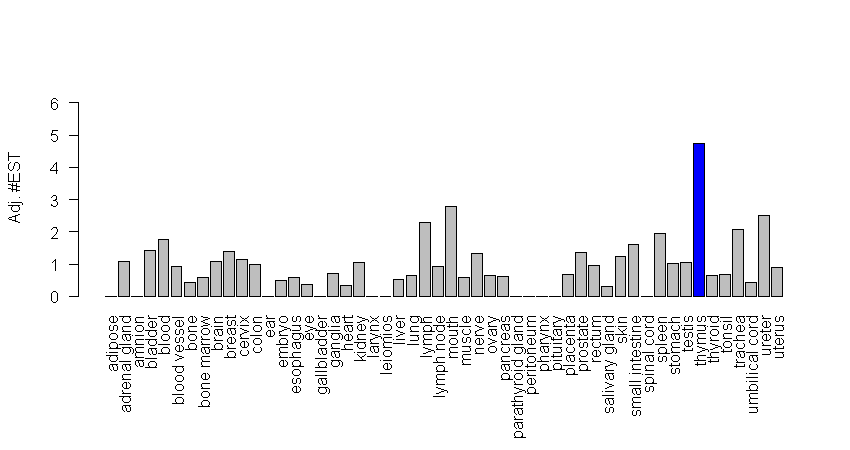 Adj. #EST
6
5
4
3
2
1
0
adipose
adrenal gland
amnion
bladder
blood
blood vessel
bone
bone marrow
brain
breast
cervix
colon
ear
embryo
esophagus
eye
gallbladder
ganglia
heart
kidney
larynx
leiomios
liver
lung
lymph
lymph node
mouth
muscle
nerve
ovary
pancreas
parathyroid gland
peritoneum
pharynx
pituitary
placenta
prostate
rectum
salivary gland
skin
small intestine
spinal cord
spleen
stomach
testis
thymus
thyroid
tonsil
trachea
umbilical cord
ureter
uterus